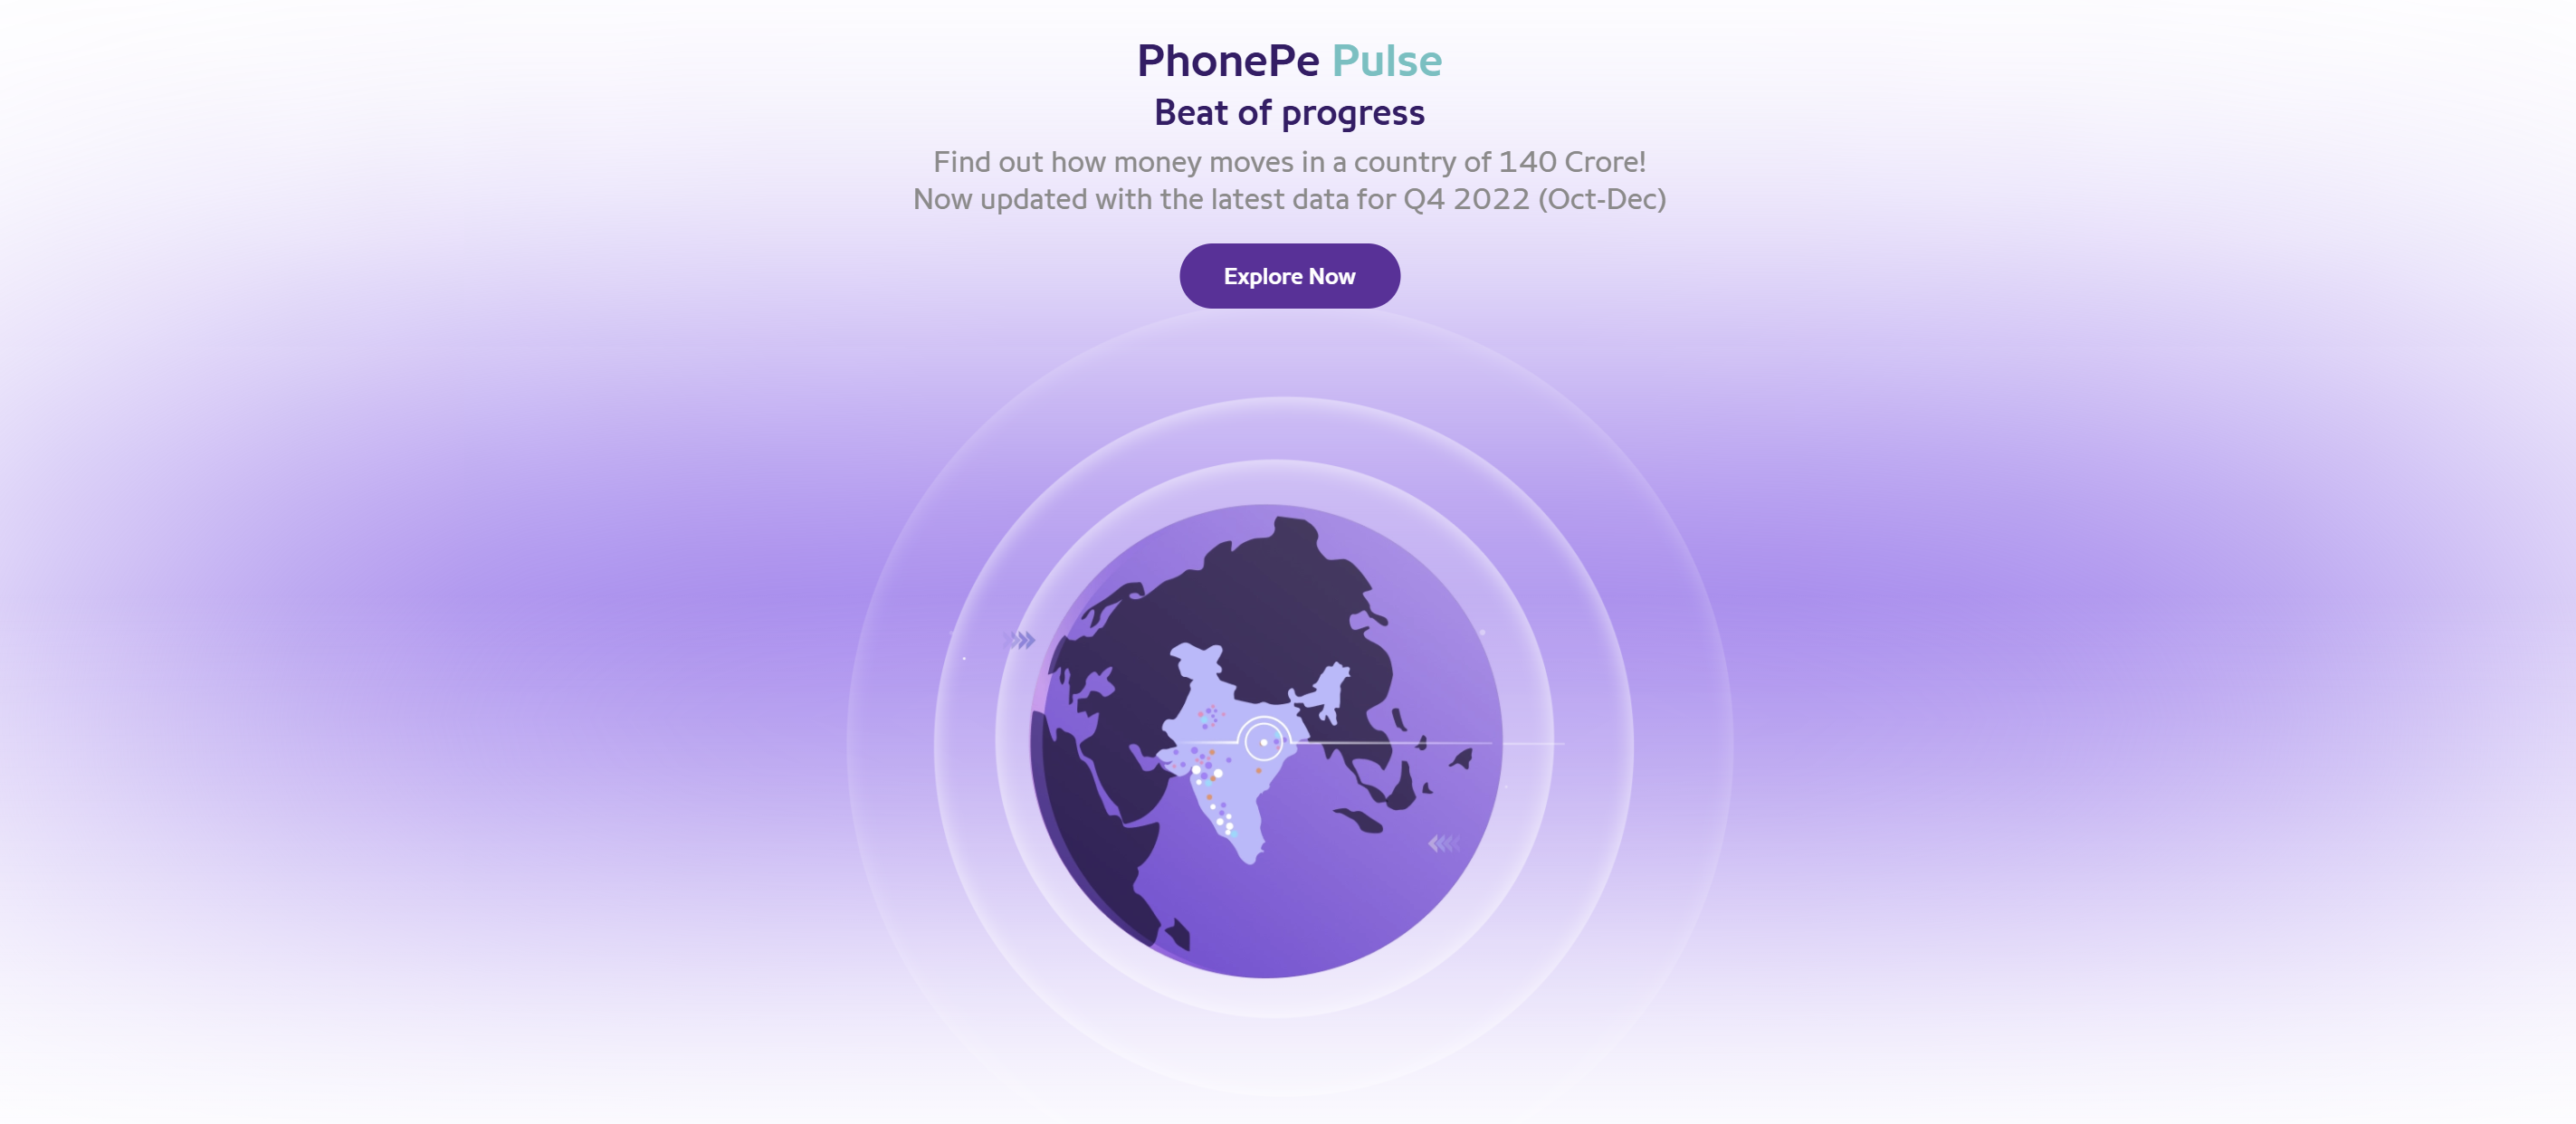 PhonePe Pulse
Beat of progress
Find out how money moves in a country of 140 Crore!
Now updated with the latest data for Q4 2022 (Oct-Dec)
Explore Now